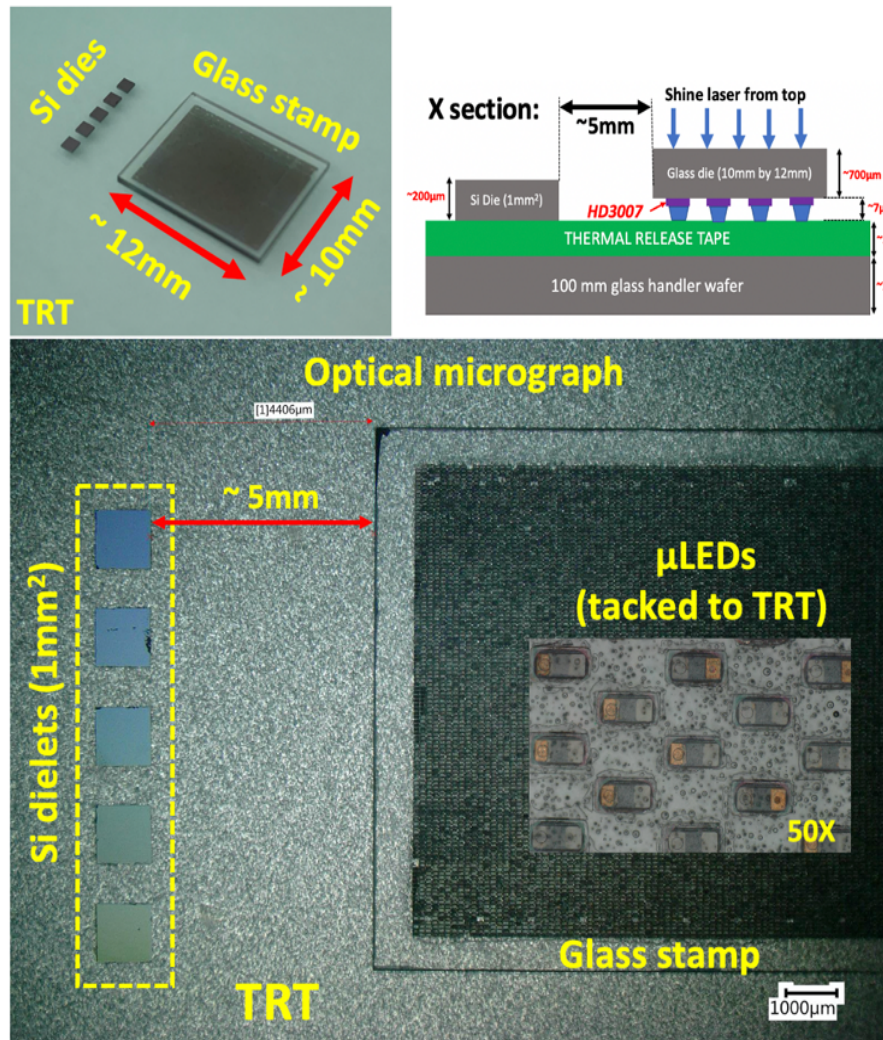 Si dies
Glass stamp
~ 12mm
~ 10mm
TRT
X section:
~5mm
Shine laser from top
~200µm
Si Die (1mm²)
Glass die (10mm by 12mm)
~700µm
HD3007
~7µ
THERMAL RELEASE TAPE
100 mm glass handler wafer
Optical micrograph
[1]4406µm
~ 5mm
Si dielets (1mm²)
µLEDs
(tacked to TRT)
50X
Glass stamp
TRT
1000µm